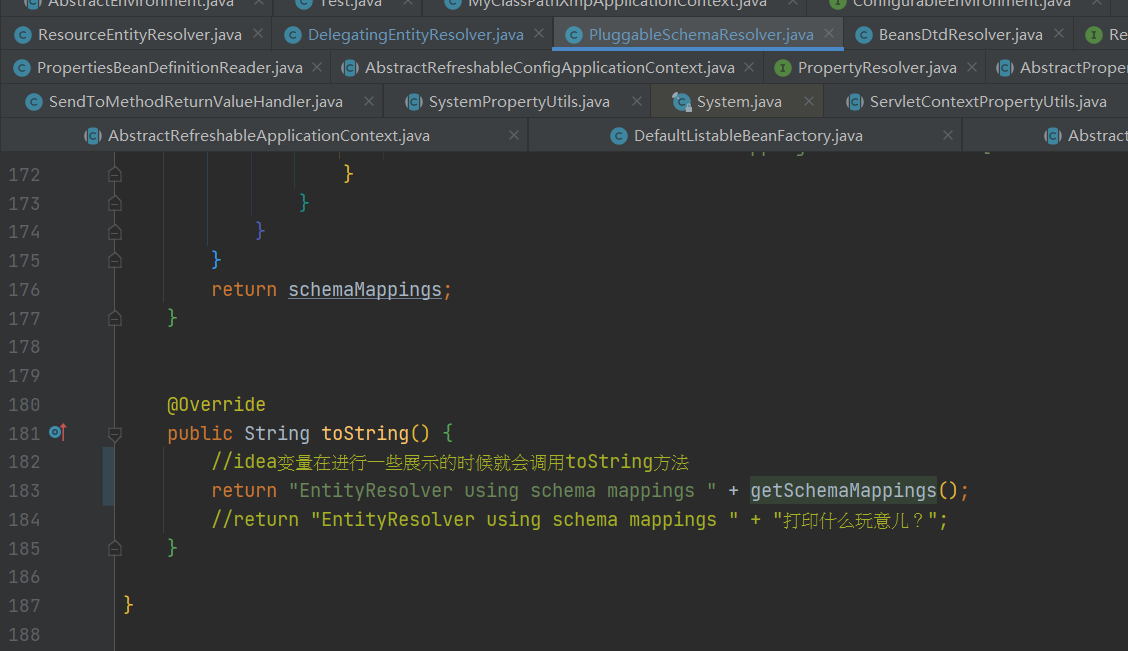 AbstractEnvironment.java Test.java MyClassPathXmpApplicationContext.java ConfigurableEnvironment.java
ResourceEntityResolver.java DelegatingEntityResolver.java PluggableSchemaResolver.java BeansDtdResolver.java Re
PropertiesBeanDefinitionReader.java AbstractRefreshableConfigApplicationContext.java PropertyResolver.java AbstractProper
SendToMethodReturnValueHandler.java SystemPropertyUtils.java System.java ServletContextPropertyUtils.java
AbstractRefreshableApplicationContext.java DefaultListableBeanFactory.java Abstract
172 }
173 }
174 }
175 }
176 return schemaMappings;
177 }
178
179
180 @Override
181 public String toString() {
182 //idea变量在进行一些展示的时候就会调用toString方法
183 return "EntityResolver using schema mappings " + getSchemaMappings();
184 //return "EntityResolver using schema mappings " + "打印什么玩意儿？";
185 }
186
187 }
188